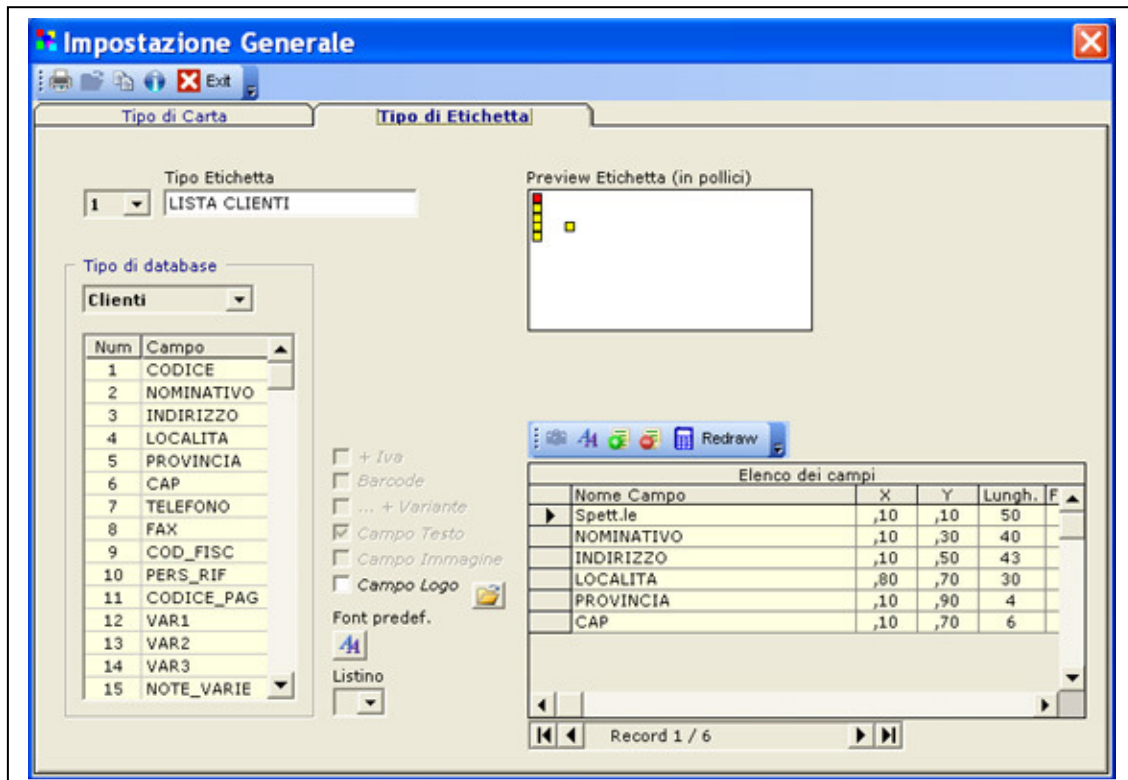 Impostazione Generale
Exit
Tipo di Carta
Tipo di Etichetta
Tipo Etichetta
1 LISTA CLIENTI
Preview Etichetta (in pollici)
Tipo di database
Clienti
Num Campo
1 CODICE
2 NOMINATIVO
3 INDIRIZZO
4 LOCALITA
5 PROVINCIA
6 CAP
7 TELEFONO
8 FAX
9 COD_FISC
10 PERS_RIF
11 CODICE_PAG
12 VAR1
13 VAR2
14 VAR3
15 NOTE_VARIE
+ Iva
Barcode
... + Variante
Campo Testo
Campo Immagine
Campo Logo
Font predef.
Listino
Redraw
Elenco dei campi
Nome Campo X Y Lungh. F
Spett.le ,10 ,10 50
NOMINATIVO ,10 ,30 40
INDIRIZZO ,10 ,50 43
LOCALITA ,80 ,70 30
PROVINCIA ,10 ,90 4
CAP ,10 ,70 6
Record 1 / 6